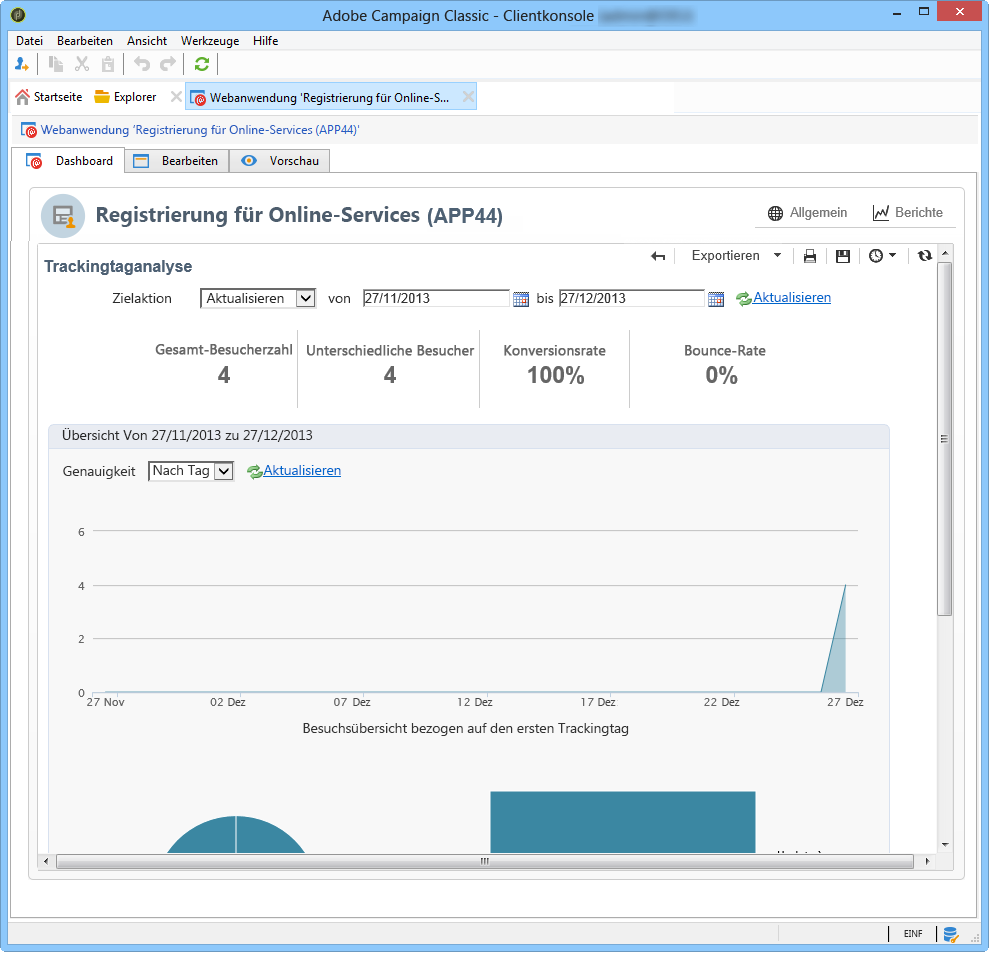 Adobe Campaign Classic - Clientkonsole
Datei Bearbeiten Ansicht Werkzeuge Hilfe
Startseite Explorer Webanwendung 'Registrierung für Online-S...
Webanwendung 'Registrierung für Online-Services (APP44)'
Dashboard Bearbeiten Vorschau
Registrierung für Online-Services (APP44) Allgemein Berichte
Exportieren
Trackingtaganalyse
Zielaktion Aktualisieren von 27/11/2013 bis 27/12/2013 Aktualisieren
Gesamt-Besucherzahl Unterschiedliche Besucher Konversionsrate Bounce-Rate
4 4 100% 0%
Übersicht Von 27/11/2013 zu 27/12/2013
Genauigkeit Nach Tag Aktualisieren
6
4
2
0
27 Nov 02 Dez 07 Dez 12 Dez 17 Dez 22 Dez 27 Dez
Besuchsübersicht bezogen auf den ersten Trackingtag
EINF